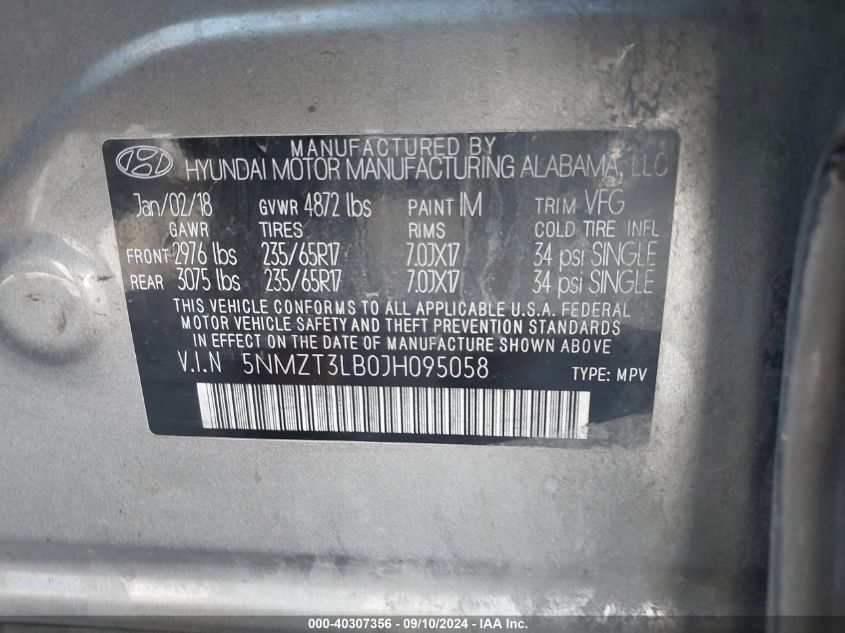 MANUFACTURED BY
HYUNDAI MOTOR MANUFACTURING ALABAMA, LLC
Jan/02/18 GVWR 4872 lbs PAINT IM TRIM VFG
GAWR TIRES RIMS COLD TIRE INFL
FRONT 2976 lbs 235/65R17 7.0JX17 34 psi SINGLE
REAR 3075 lbs 235/65R17 7.0JX17 34 psi SINGLE
THIS VEHICLE CONFORMS TO ALL APPLICABLE U.S.A. FEDERAL
MOTOR VEHICLE SAFETY AND THEFT PREVENTION STANDARDS
IN EFFECT ON THE DATE OF MANUFACTURE SHOWN ABOVE.
V.I.N 5NMZT3LB0JH095058 TYPE: MPV
000-40307356 - 09/10/2024 - IAA Inc.